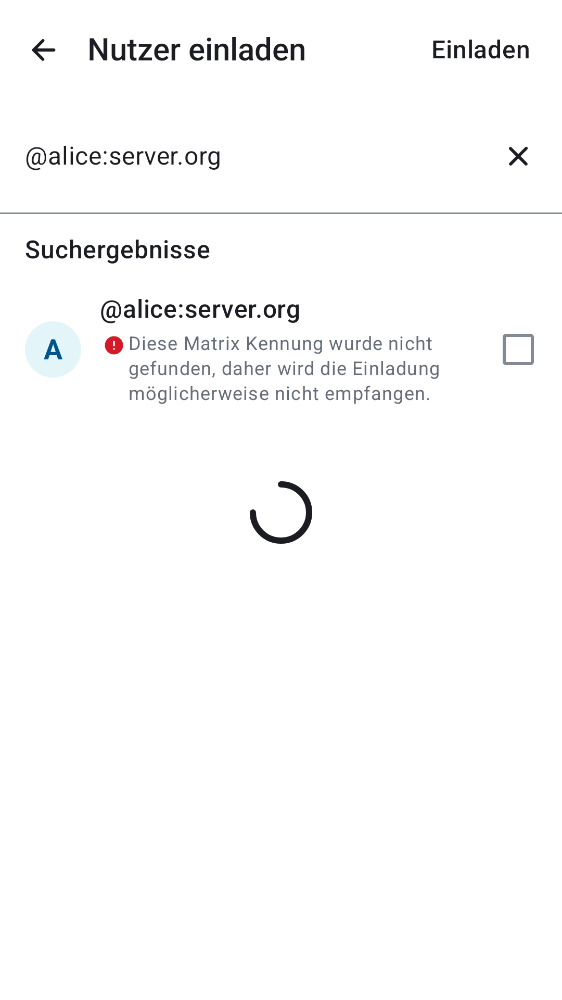 Nutzer einladen
Einladen
@alice:server.org
Suchergebnisse
A
@alice:server.org
Diese Matrix Kennung wurde nicht
gefunden, daher wird die Einladung
möglicherweise nicht empfangen.